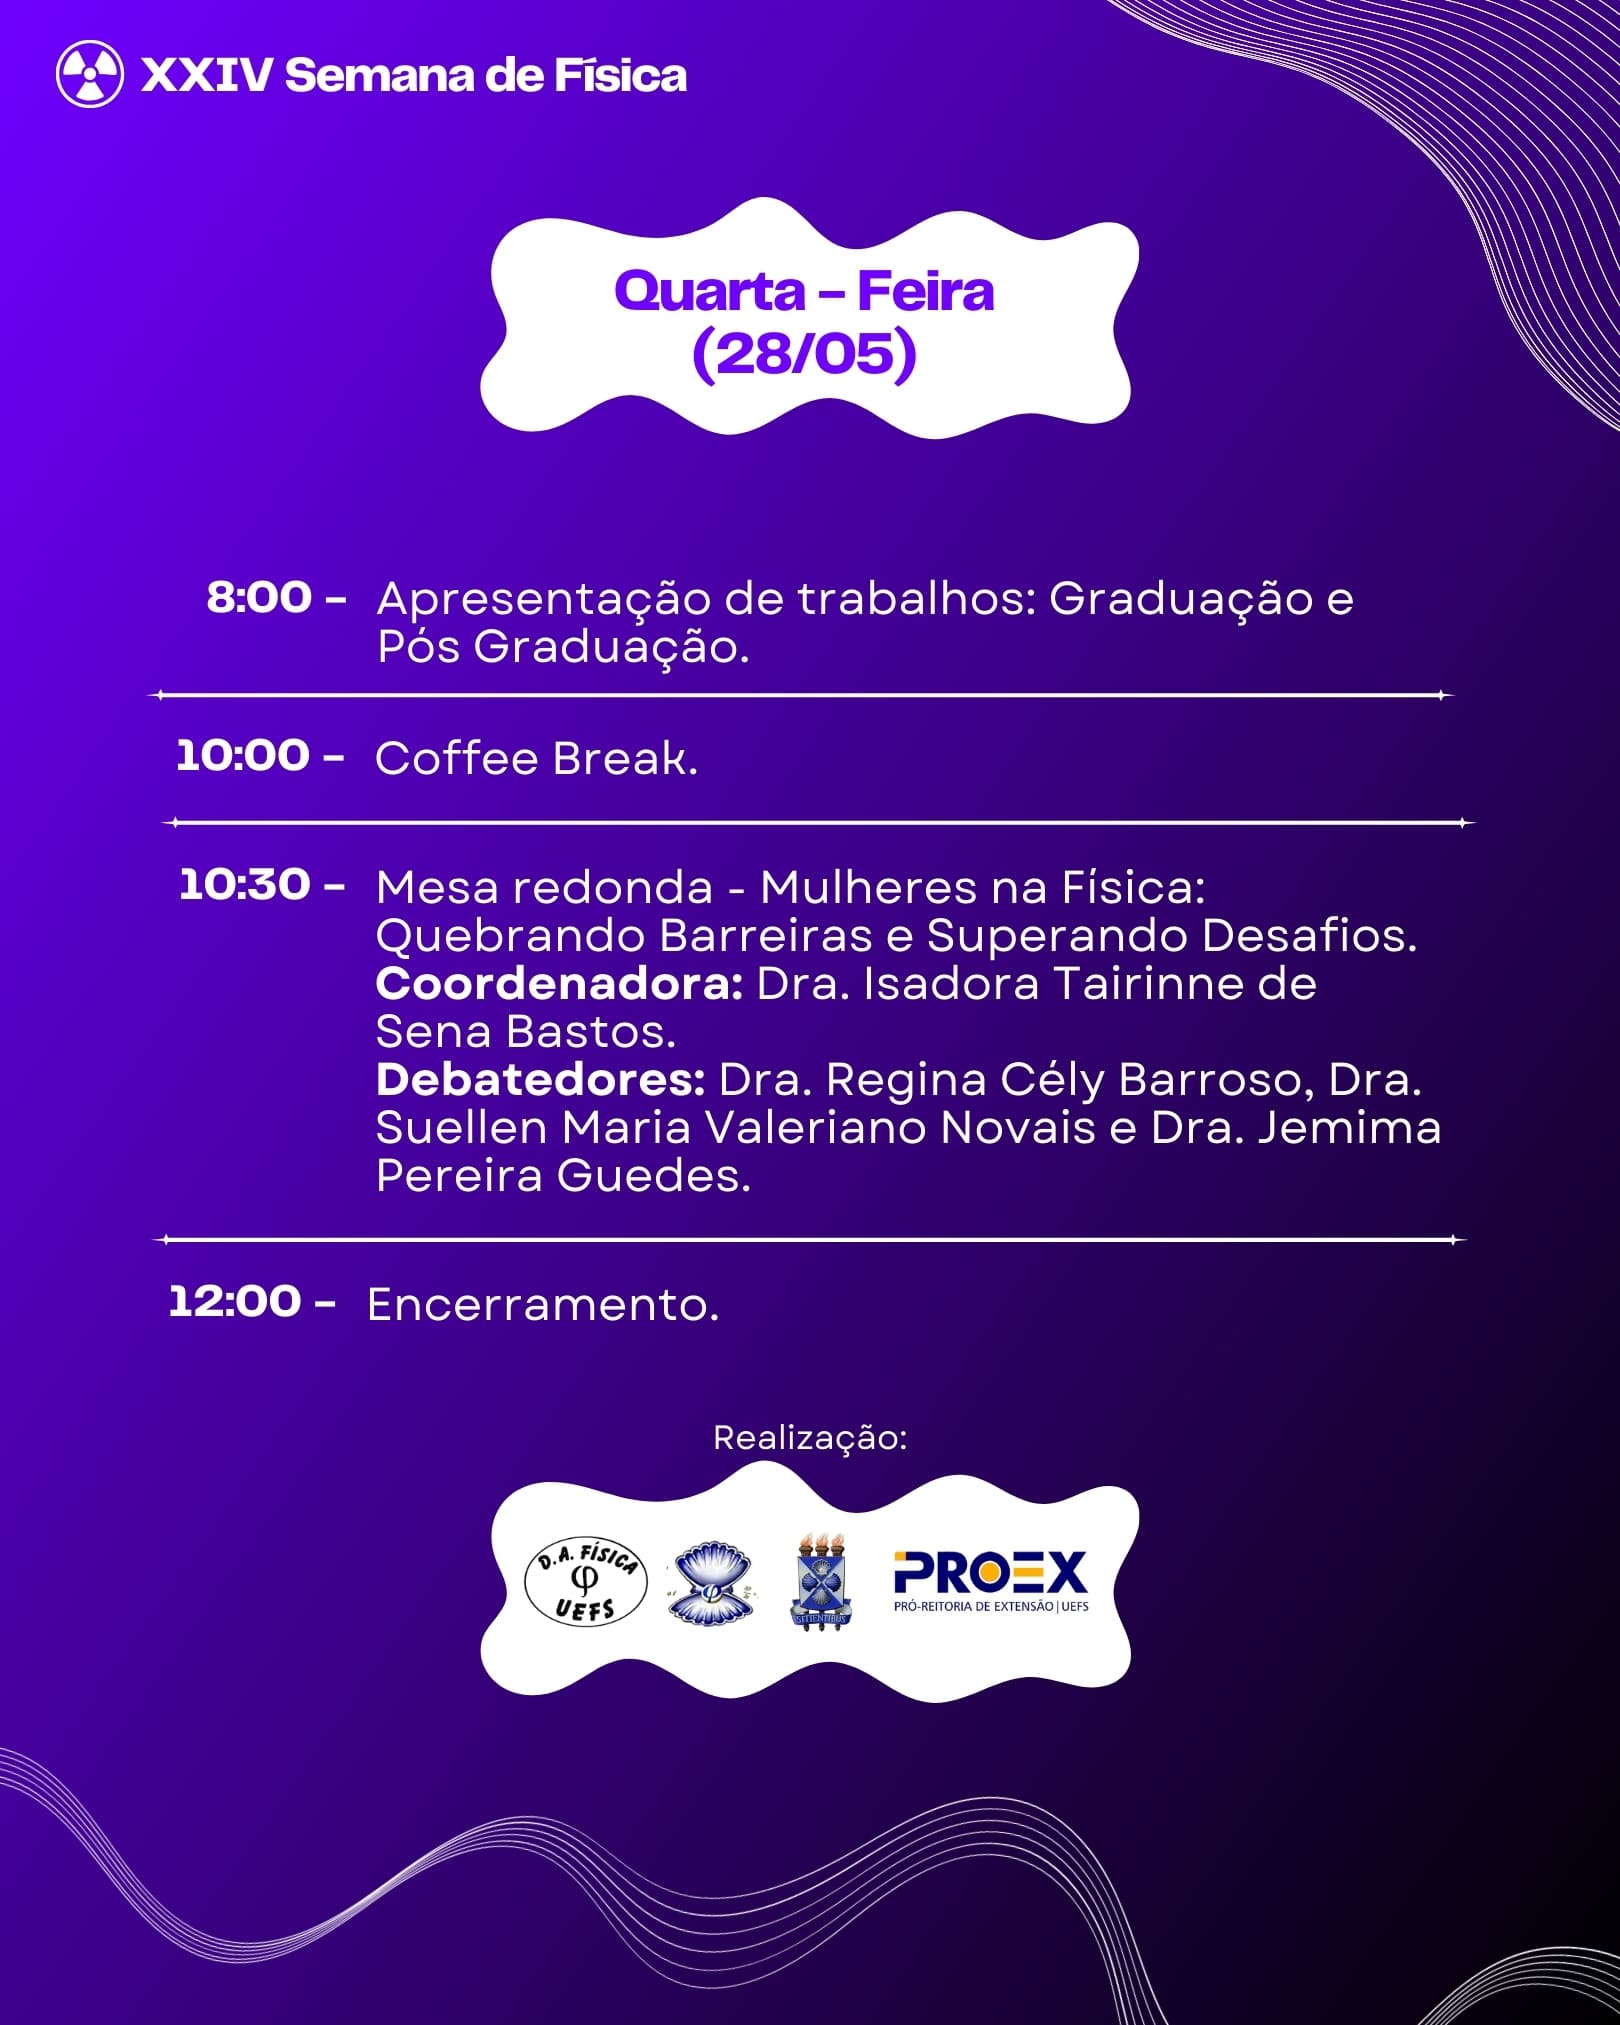 XXIV Semana de Física
Quarta - Feira
(28/05)
8:00 - Apresentação de trabalhos: Graduação e
Pós Graduação.
10:00 - Coffee Break.
10:30 - Mesa redonda - Mulheres na Física:
Quebrando Barreiras e Superando Desafios.
Coordenadora: Dra. Isadora Tairinne de
Sena Bastos.
Debatedores: Dra. Regina Cély Barroso, Dra.
Suellen Maria Valeriano Novais e Dra. Jemima
Pereira Guedes.
12:00 - Encerramento.
Realização:
D.A. FÍSICA
φ
UEFS
SITIENTIBUS
PROEX
PRÓ-REITORIA DE EXTENSÃO | UEFS